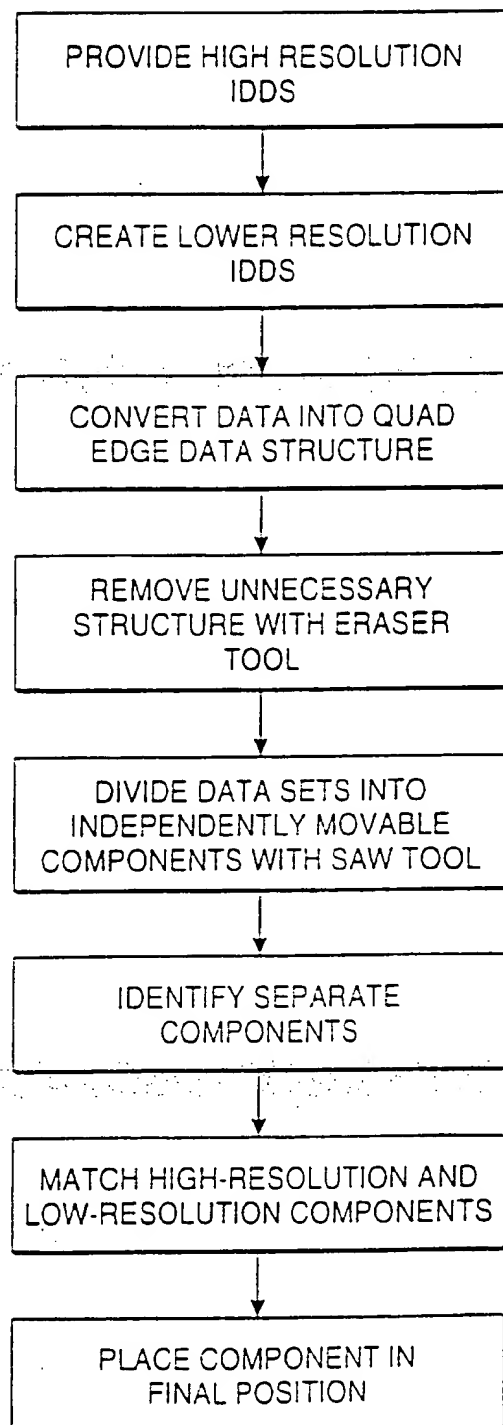 PROVIDE HIGH RESOLUTION
IDDS
CREATE LOWER RESOLUTION
IDDS
CONVERT DATA INTO QUAD
EDGE DATA STRUCTURE
REMOVE UNNECESSARY
STRUCTURE WITH ERASER
TOOL
DIVIDE DATA SETS INTO
INDEPENDENTLY MOVABLE
COMPONENTS WITH SAW TOOL
IDENTIFY SEPARATE
COMPONENTS
MATCH HIGH-RESOLUTION AND
LOW-RESOLUTION COMPONENTS
PLACE COMPONENT IN
FINAL POSITION